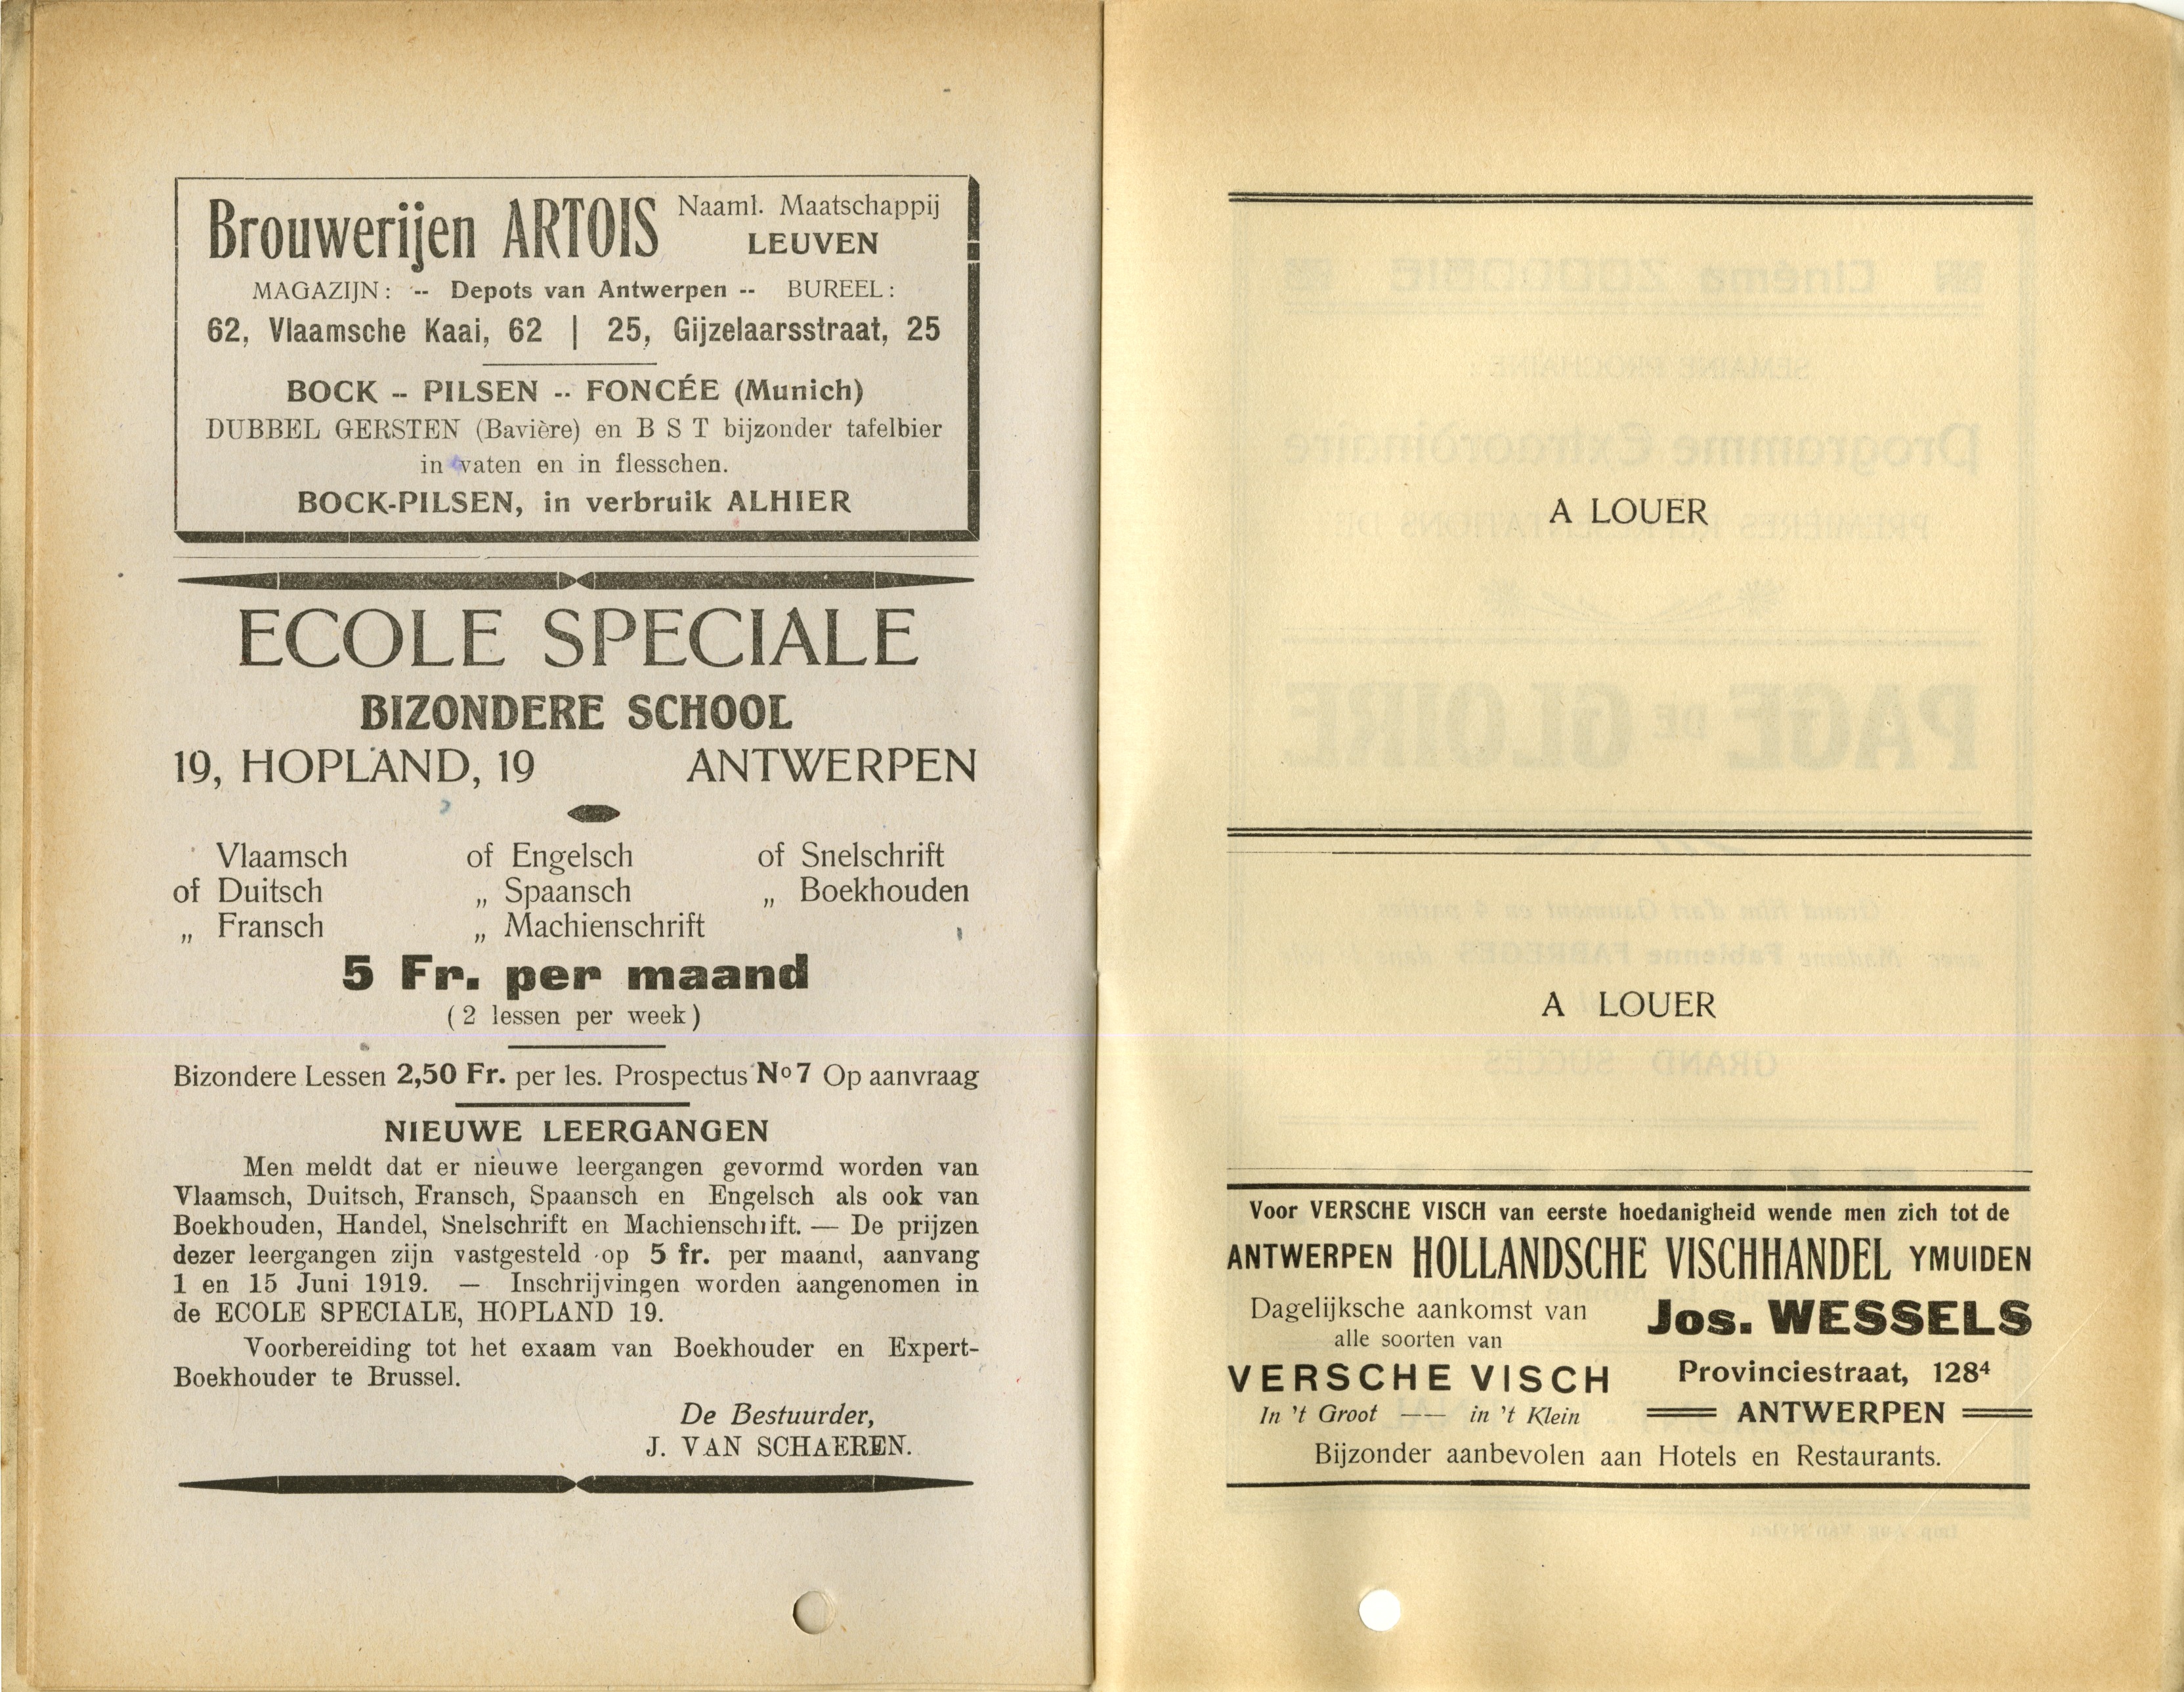 Brouwerijen ARTOIS Naaml. Maatschappij
LEUVEN
MAGAZIJN: -- Depots van Antwerpen -- BUREEL:
62, Vlaamsche Kaai, 62 | 25, Gijzelaarsstraat, 25
BOCK -- PILSEN -- FONCÉE (Munich)
DUBBEL GERSTEN (Bavière) en B S T bijzonder tafelbier
in vaten en in flesschen.
BOCK-PILSEN, in verbruik ALHIER
ECOLE SPECIALE
BIZONDERE SCHOOL
19, HOPLAND, 19 ANTWERPEN
Vlaamsch of Engelsch of Snelschrift
of Duitsch „ Spaansch „ Boekhouden
„ Fransch „ Machienschrift
5 Fr. per maand
( 2 lessen per week )
Bizondere Lessen 2,50 Fr. per les. Prospectus No 7 Op aanvraag
NIEUWE LEERGANGEN
Men meldt dat er nieuwe leergangen gevormd worden van
Vlaamsch, Duitsch, Fransch, Spaansch en Engelsch als ook van
Boekhouden, Handel, Snelschrift en Machienschrift. — De prijzen
dezer leergangen zijn vastgesteld op 5 fr. per maand, aanvang
1 en 15 Juni 1919. — Inschrijvingen worden aangenomen in
de ECOLE SPECIALE, HOPLAND 19.
Voorbereiding tot het exaam van Boekhouder en Expert-
Boekhouder te Brussel.
De Bestuurder,
J. VAN SCHAEREN.
A LOUER
A LOUER
Voor VERSCHE VISCH van eerste hoedanigheid wende men zich tot de
ANTWERPEN HOLLANDSCHE VISCHHANDEL YMUIDEN
Dagelijksche aankomst van
alle soorten van
VERSCHE VISCH
In 't Groot —— in 't Klein
Jos. WESSELS
Provinciestraat, 128⁴
ANTWERPEN
Bijzonder aanbevolen aan Hotels en Restaurants.